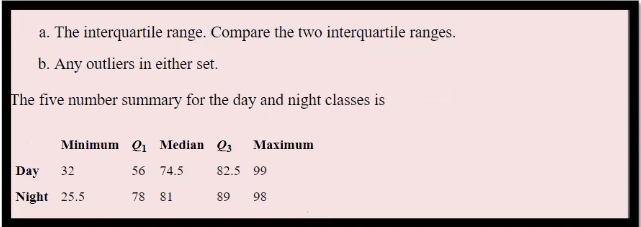 a. The interquartile range. Compare the two interquartile ranges.
b. Any outliers in either set.
The five number summary for the day and night classes is
Minimum Q1 Median Q3 Maximum
Day 32 56 74.5 82.5 99
Night 25.5 78 81 89 98